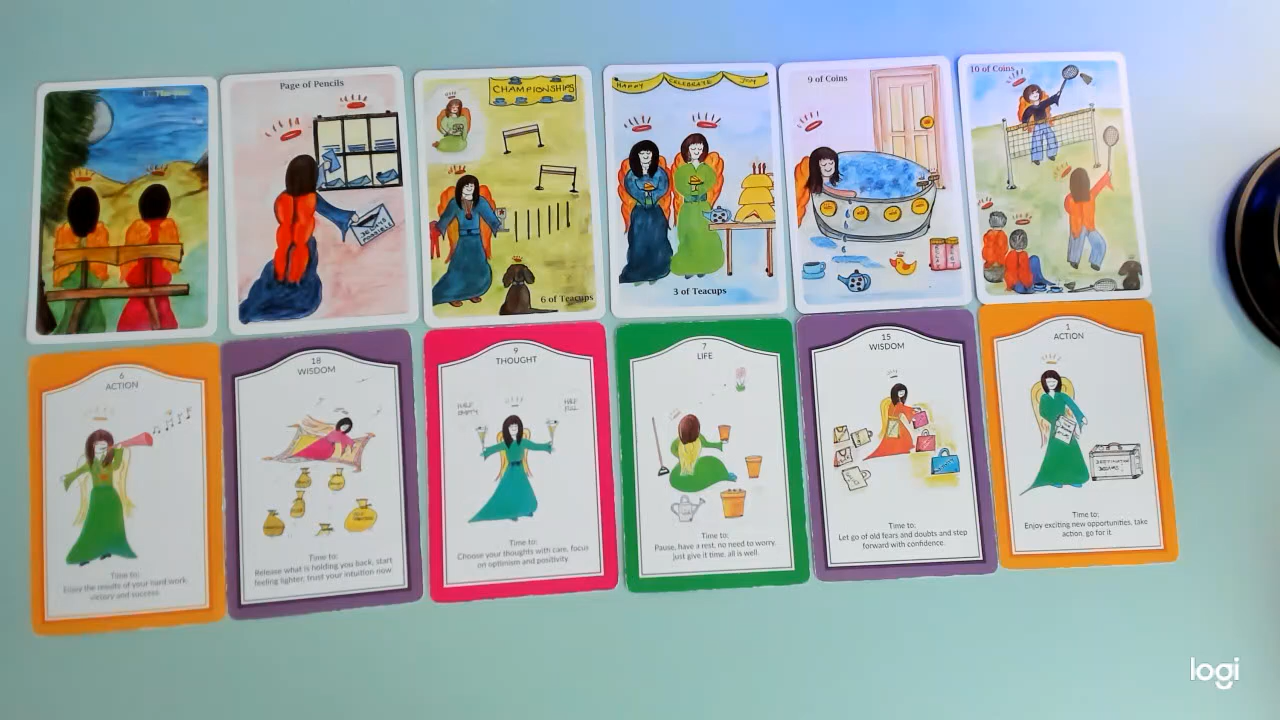 Page of Pencils
CHAMPIONSHIPS
6 of Teacups
HAPPY CELEBRATE JOY
3 of Teacups
9 of Coins
10 of Coins
6
ACTION
Time to:
Enjoy the results of your hard work,
victory and success.
18
WISDOM
Time to:
Release what is holding you back, start
feeling lighter, trust your intuition now
9
THOUGHT
HALF
EMPTY
HALF
FULL
Time to:
Choose your thoughts with care, focus
on optimism and positivity.
7
LIFE
Time to:
Pause, have a rest, no need to worry,
just give it time, all is well.
15
WISDOM
Time to:
Let go of old fears and doubts and step
forward with confidence.
1
ACTION
DESTINATION
DREAMS
Time to:
Enjoy exciting new opportunities, take
action, go for it.
logi